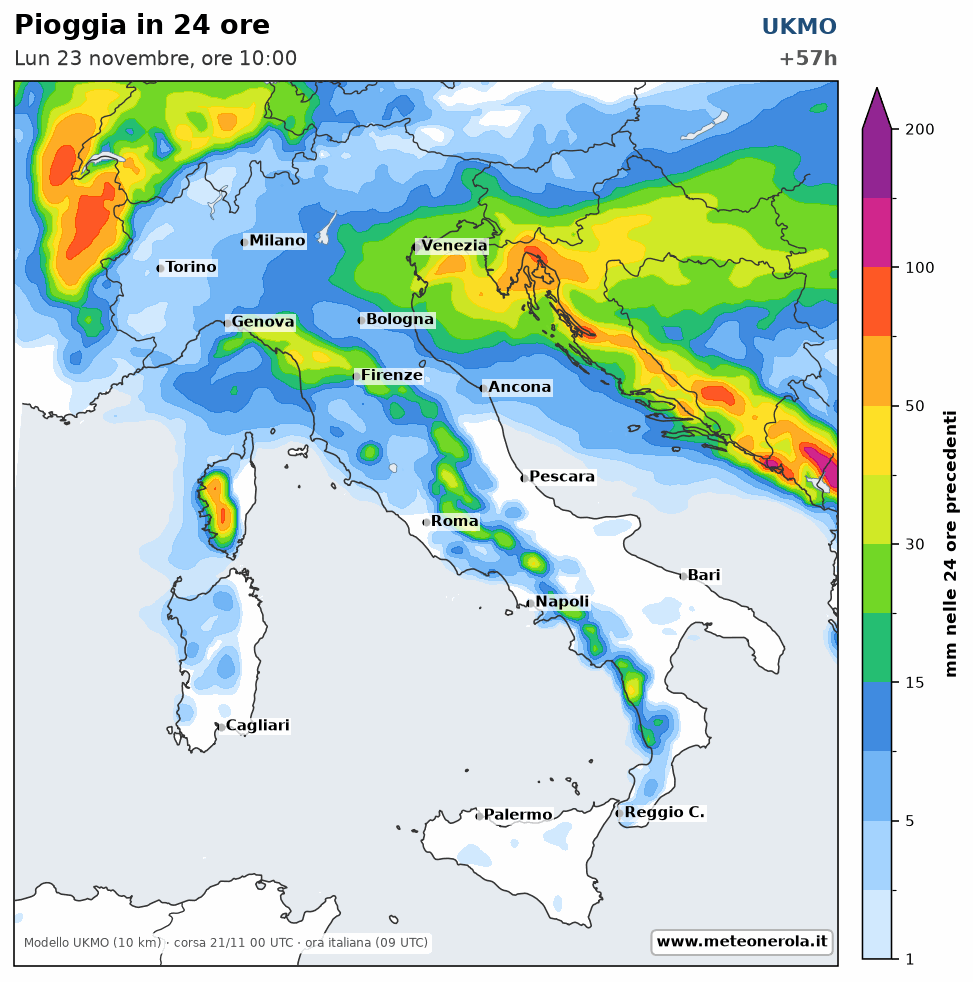 Pioggia in 24 ore
UKMO
Lun 23 novembre, ore 10:00
+57h
200
100
50
30
15
5
1
mm nelle 24 ore precedenti
Milano
Venezia
Torino
Genova
Bologna
Firenze
Ancona
Pescara
Roma
Bari
Napoli
Cagliari
Palermo
Reggio C.
Modello UKMO (10 km) · corsa 21/11 00 UTC · ora italiana (09 UTC)
www.meteonerola.it